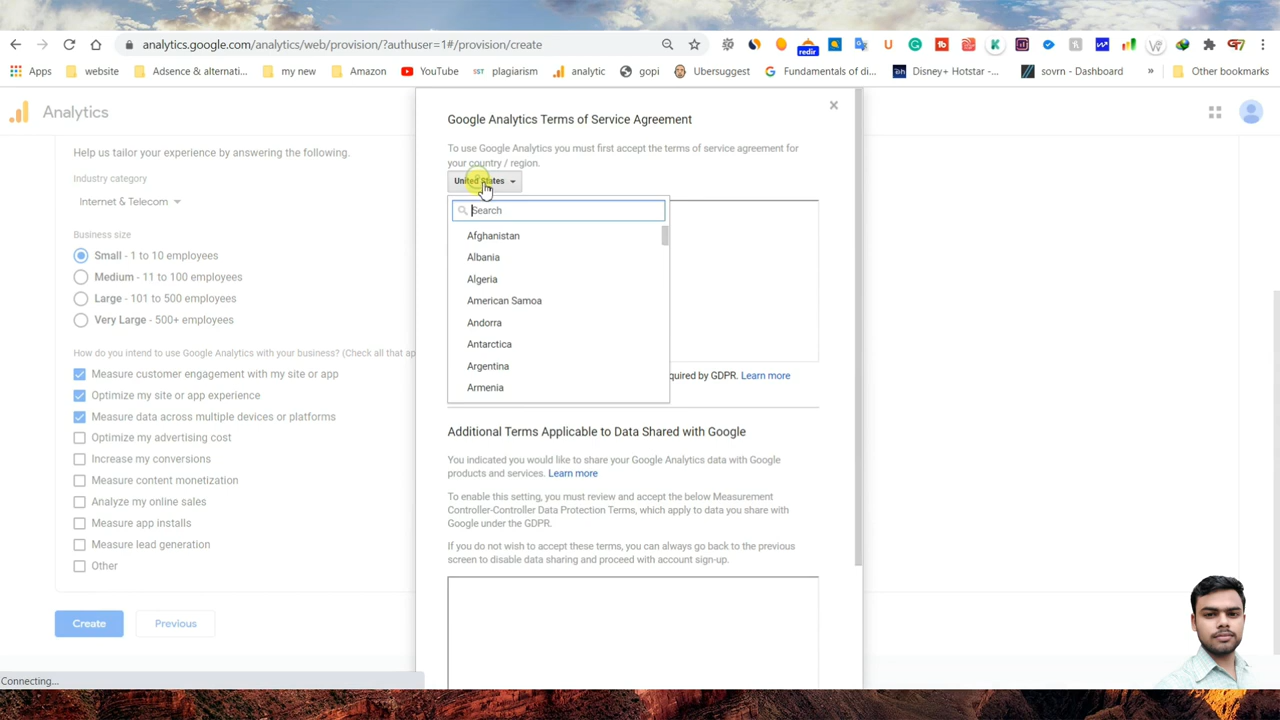 analytics.google.com/analytics/web/provision/?authuser=1#/provision/create
redir
Apps
website
Adsence & alternati...
my new
Amazon
YouTube
SST plagiarism
analytic
gopi
Ubersuggest
Fundamentals of di...
Disney+ Hotstar -...
sovrn - Dashboard
»
Other bookmarks
Analytics
Help us tailor your experience by answering the following.
Industry category
Internet & Telecom
Business size
Small - 1 to 10 employees
Medium - 11 to 100 employees
Large - 101 to 500 employees
Very Large - 500+ employees
How do you intend to use Google Analytics with your business? (Check all that ap
Measure customer engagement with my site or app
Optimize my site or app experience
Measure data across multiple devices or platforms
Optimize my advertising cost
Increase my conversions
Measure content monetization
Analyze my online sales
Measure app installs
Measure lead generation
Other
Create
Previous
Google Analytics Terms of Service Agreement
To use Google Analytics you must first accept the terms of service agreement for
your country / region.
United States
Search
Afghanistan
Albania
Algeria
American Samoa
Andorra
Antarctica
Argentina
Armenia
quired by GDPR. Learn more
Additional Terms Applicable to Data Shared with Google
You indicated you would like to share your Google Analytics data with Google
products and services. Learn more
To enable this setting, you must review and accept the below Measurement
Controller-Controller Data Protection Terms, which apply to data you share with
Google under the GDPR.
If you do not wish to accept these terms, you can always go back to the previous
screen to disable data sharing and proceed with account sign-up.
Connecting...